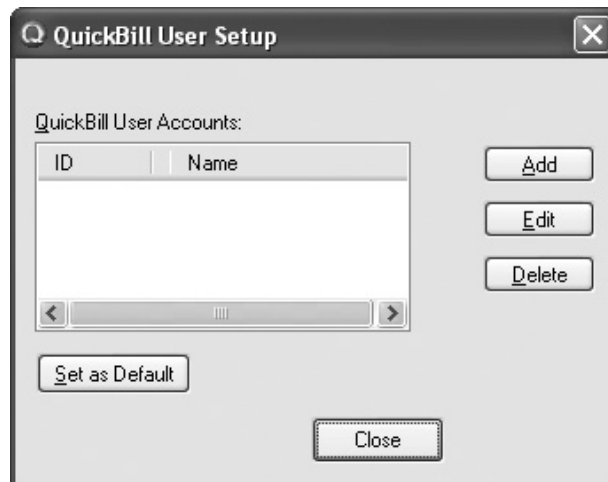 QuickBill User Setup
QuickBill User Accounts:
ID Name
Add
Edit
Delete
Set as Default
Close